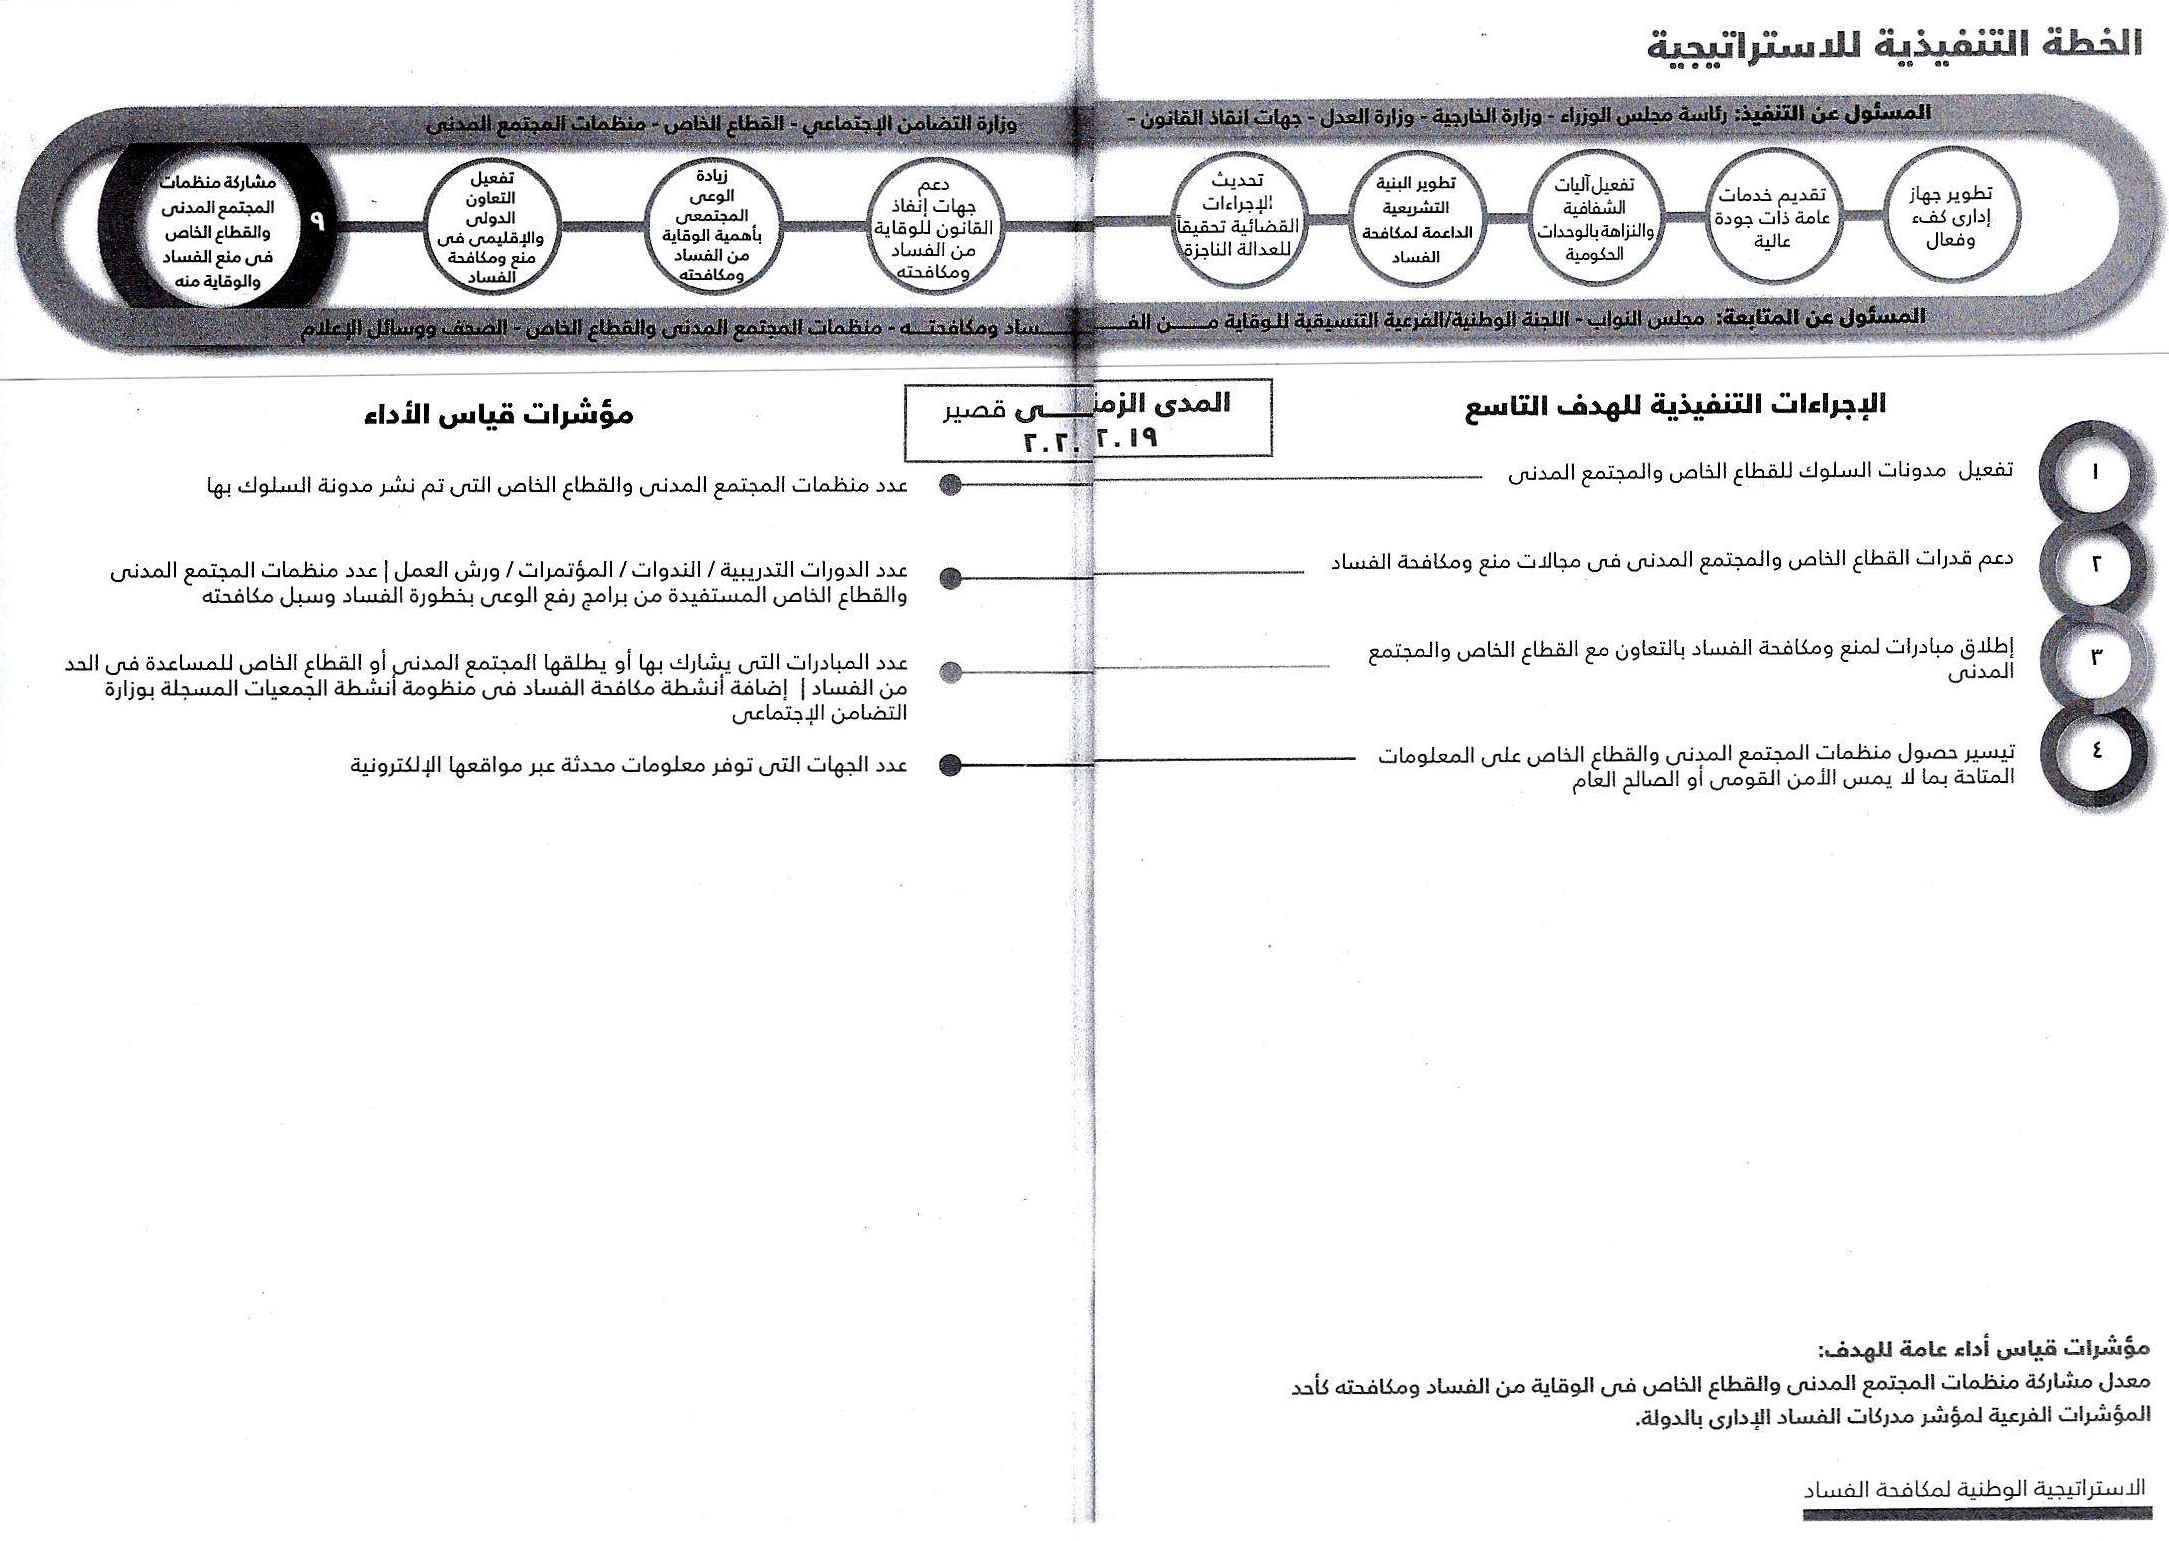 الخطة التنفيذية للاستراتيجية
المسئول عن التنفيذ: رئاسة مجلس الوزراء - وزارة الخارجية - وزارة العدل - جهات انقاذ القانون - وزارة التضامن الإجتماعي - القطاع الخاص - منظمات المجتمع المدنى
تطوير جهاز
إدارى كفء
وفعال
تقديم خدمات
عامة ذات جودة
عالية
تفعيل آليات
الشفافية
والنزاهة بالوحدات
الحكومية
تطوير البنية
التشريعية
الداعمة لمكافحة
الفساد
تحديث
الإجراءات
القضائية تحقيقاً
للعدالة الناجزة
دعم
جهات إنفاذ
القانون للوقاية
من الفساد
ومكافحته
زيادة
الوعى
المجتمعى
بأهمية الوقاية
من الفساد
ومكافحته
تفعيل
التعاون
الدولى
والإقليمى فى
منع ومكافحة
الفساد
٩
مشاركة منظمات
المجتمع المدنى
والقطاع الخاص
فى منع الفساد
والوقاية منه
المسئول عن المتابعة: مجلس النواب - اللجنة الوطنية/الفرعية التنسيقية للوقاية مـــن الفـــــــساد ومكافحتـــه - منظمات المجتمع المدنى والقطاع الخاص - الصحف ووسائل الإعلام
الإجراءات التنفيذية للهدف التاسع
المدى الزمنـــــى قصير
٢٠١٩ ٢٠٢٠
مؤشرات قياس الأداء
١
تفعيل مدونات السلوك للقطاع الخاص والمجتمع المدنى
عدد منظمات المجتمع المدنى والقطاع الخاص التى تم نشر مدونة السلوك بها
٢
دعم قدرات القطاع الخاص والمجتمع المدنى فى مجالات منع ومكافحة الفساد
عدد الدورات التدريبية / الندوات / المؤتمرات / ورش العمل | عدد منظمات المجتمع المدنى
والقطاع الخاص المستفيدة من برامج رفع الوعى بخطورة الفساد وسبل مكافحته
٣
إطلاق مبادرات لمنع ومكافحة الفساد بالتعاون مع القطاع الخاص والمجتمع
المدنى
عدد المبادرات التى يشارك بها أو يطلقها المجتمع المدنى أو القطاع الخاص للمساعدة فى الحد
من الفساد | إضافة أنشطة مكافحة الفساد فى منظومة أنشطة الجمعيات المسجلة بوزارة
التضامن الإجتماعى
٤
تيسير حصول منظمات المجتمع المدنى والقطاع الخاص على المعلومات
المتاحة بما لا يمس الأمن القومى أو الصالح العام
عدد الجهات التى توفر معلومات محدثة عبر مواقعها الإلكترونية
مؤشرات قياس أداء عامة للهدف:
معدل مشاركة منظمات المجتمع المدنى والقطاع الخاص فى الوقاية من الفساد ومكافحته كأحد
المؤشرات الفرعية لمؤشر مدركات الفساد الإدارى بالدولة.
الاستراتيجية الوطنية لمكافحة الفساد